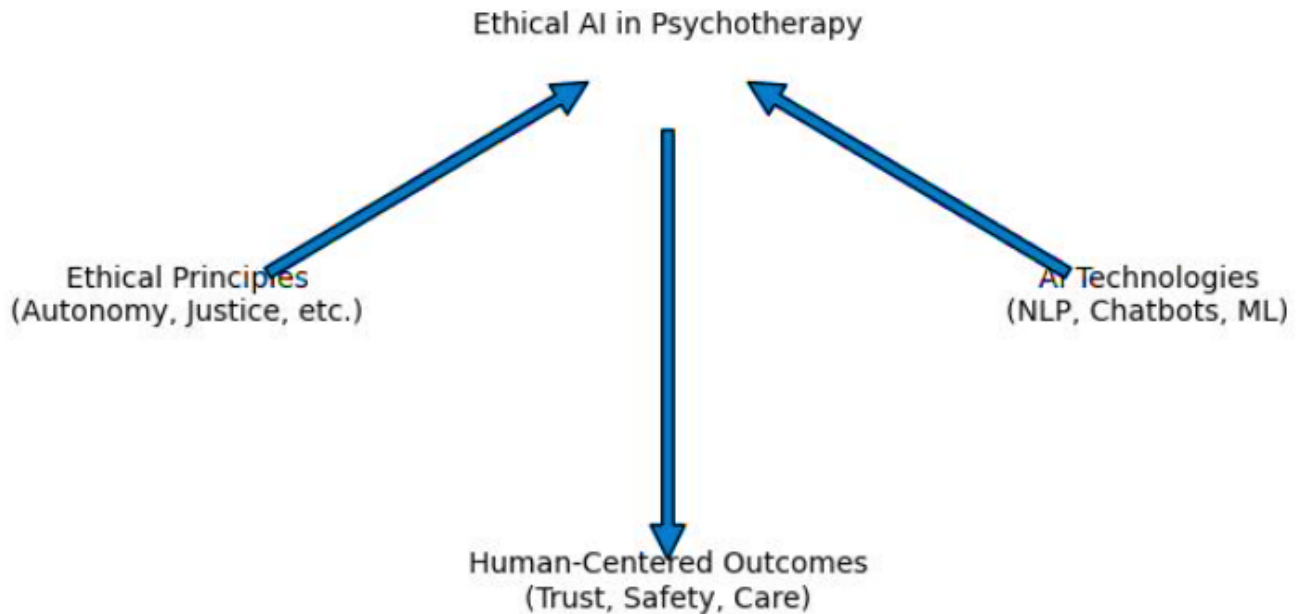 Ethical AI in Psychotherapy
Ethical Principles
(Autonomy, Justice, etc.)
AI Technologies
(NLP, Chatbots, ML)
Human-Centered Outcomes
(Trust, Safety, Care)